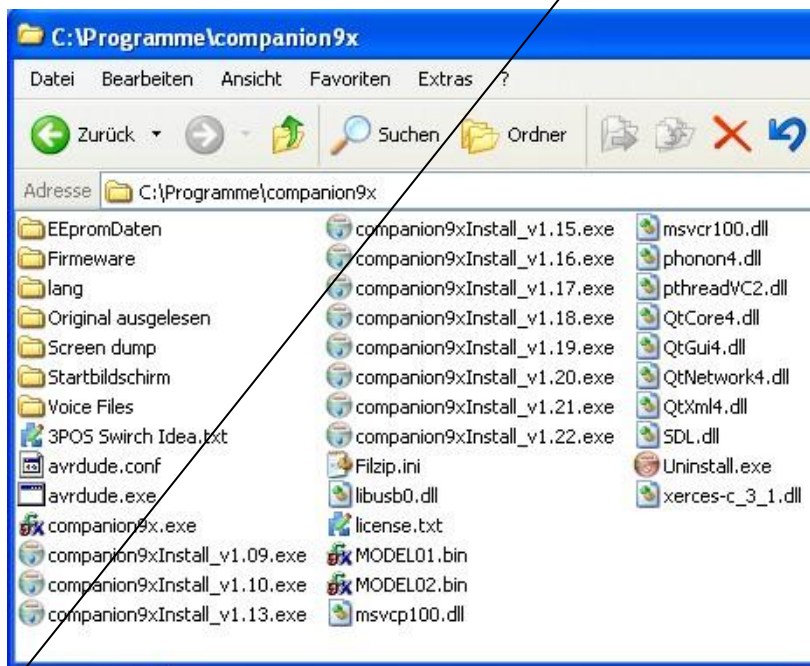 C:\Programme\companion9x
Datei Bearbeiten Ansicht Favoriten Extras ?
Zurück Suchen Ordner
Adresse C:\Programme\companion9x
EEpromDaten
Firmeware
lang
Original ausgelesen
Screen dump
Startbildschirm
Voice Files
3POS Swirch Idea.txt
avrdude.conf
avrdude.exe
companion9x.exe
companion9xInstall_v1.09.exe
companion9xInstall_v1.10.exe
companion9xInstall_v1.13.exe
companion9xInstall_v1.15.exe
companion9xInstall_v1.16.exe
companion9xInstall_v1.17.exe
companion9xInstall_v1.18.exe
companion9xInstall_v1.19.exe
companion9xInstall_v1.20.exe
companion9xInstall_v1.21.exe
companion9xInstall_v1.22.exe
Filzip.ini
libusb0.dll
license.txt
MODEL01.bin
MODEL02.bin
msvcp100.dll
msvcr100.dll
phonon4.dll
pthreadVC2.dll
QtCore4.dll
QtGui4.dll
QtNetwork4.dll
QtXml4.dll
SDL.dll
Uninstall.exe
xerces-c_3_1.dll